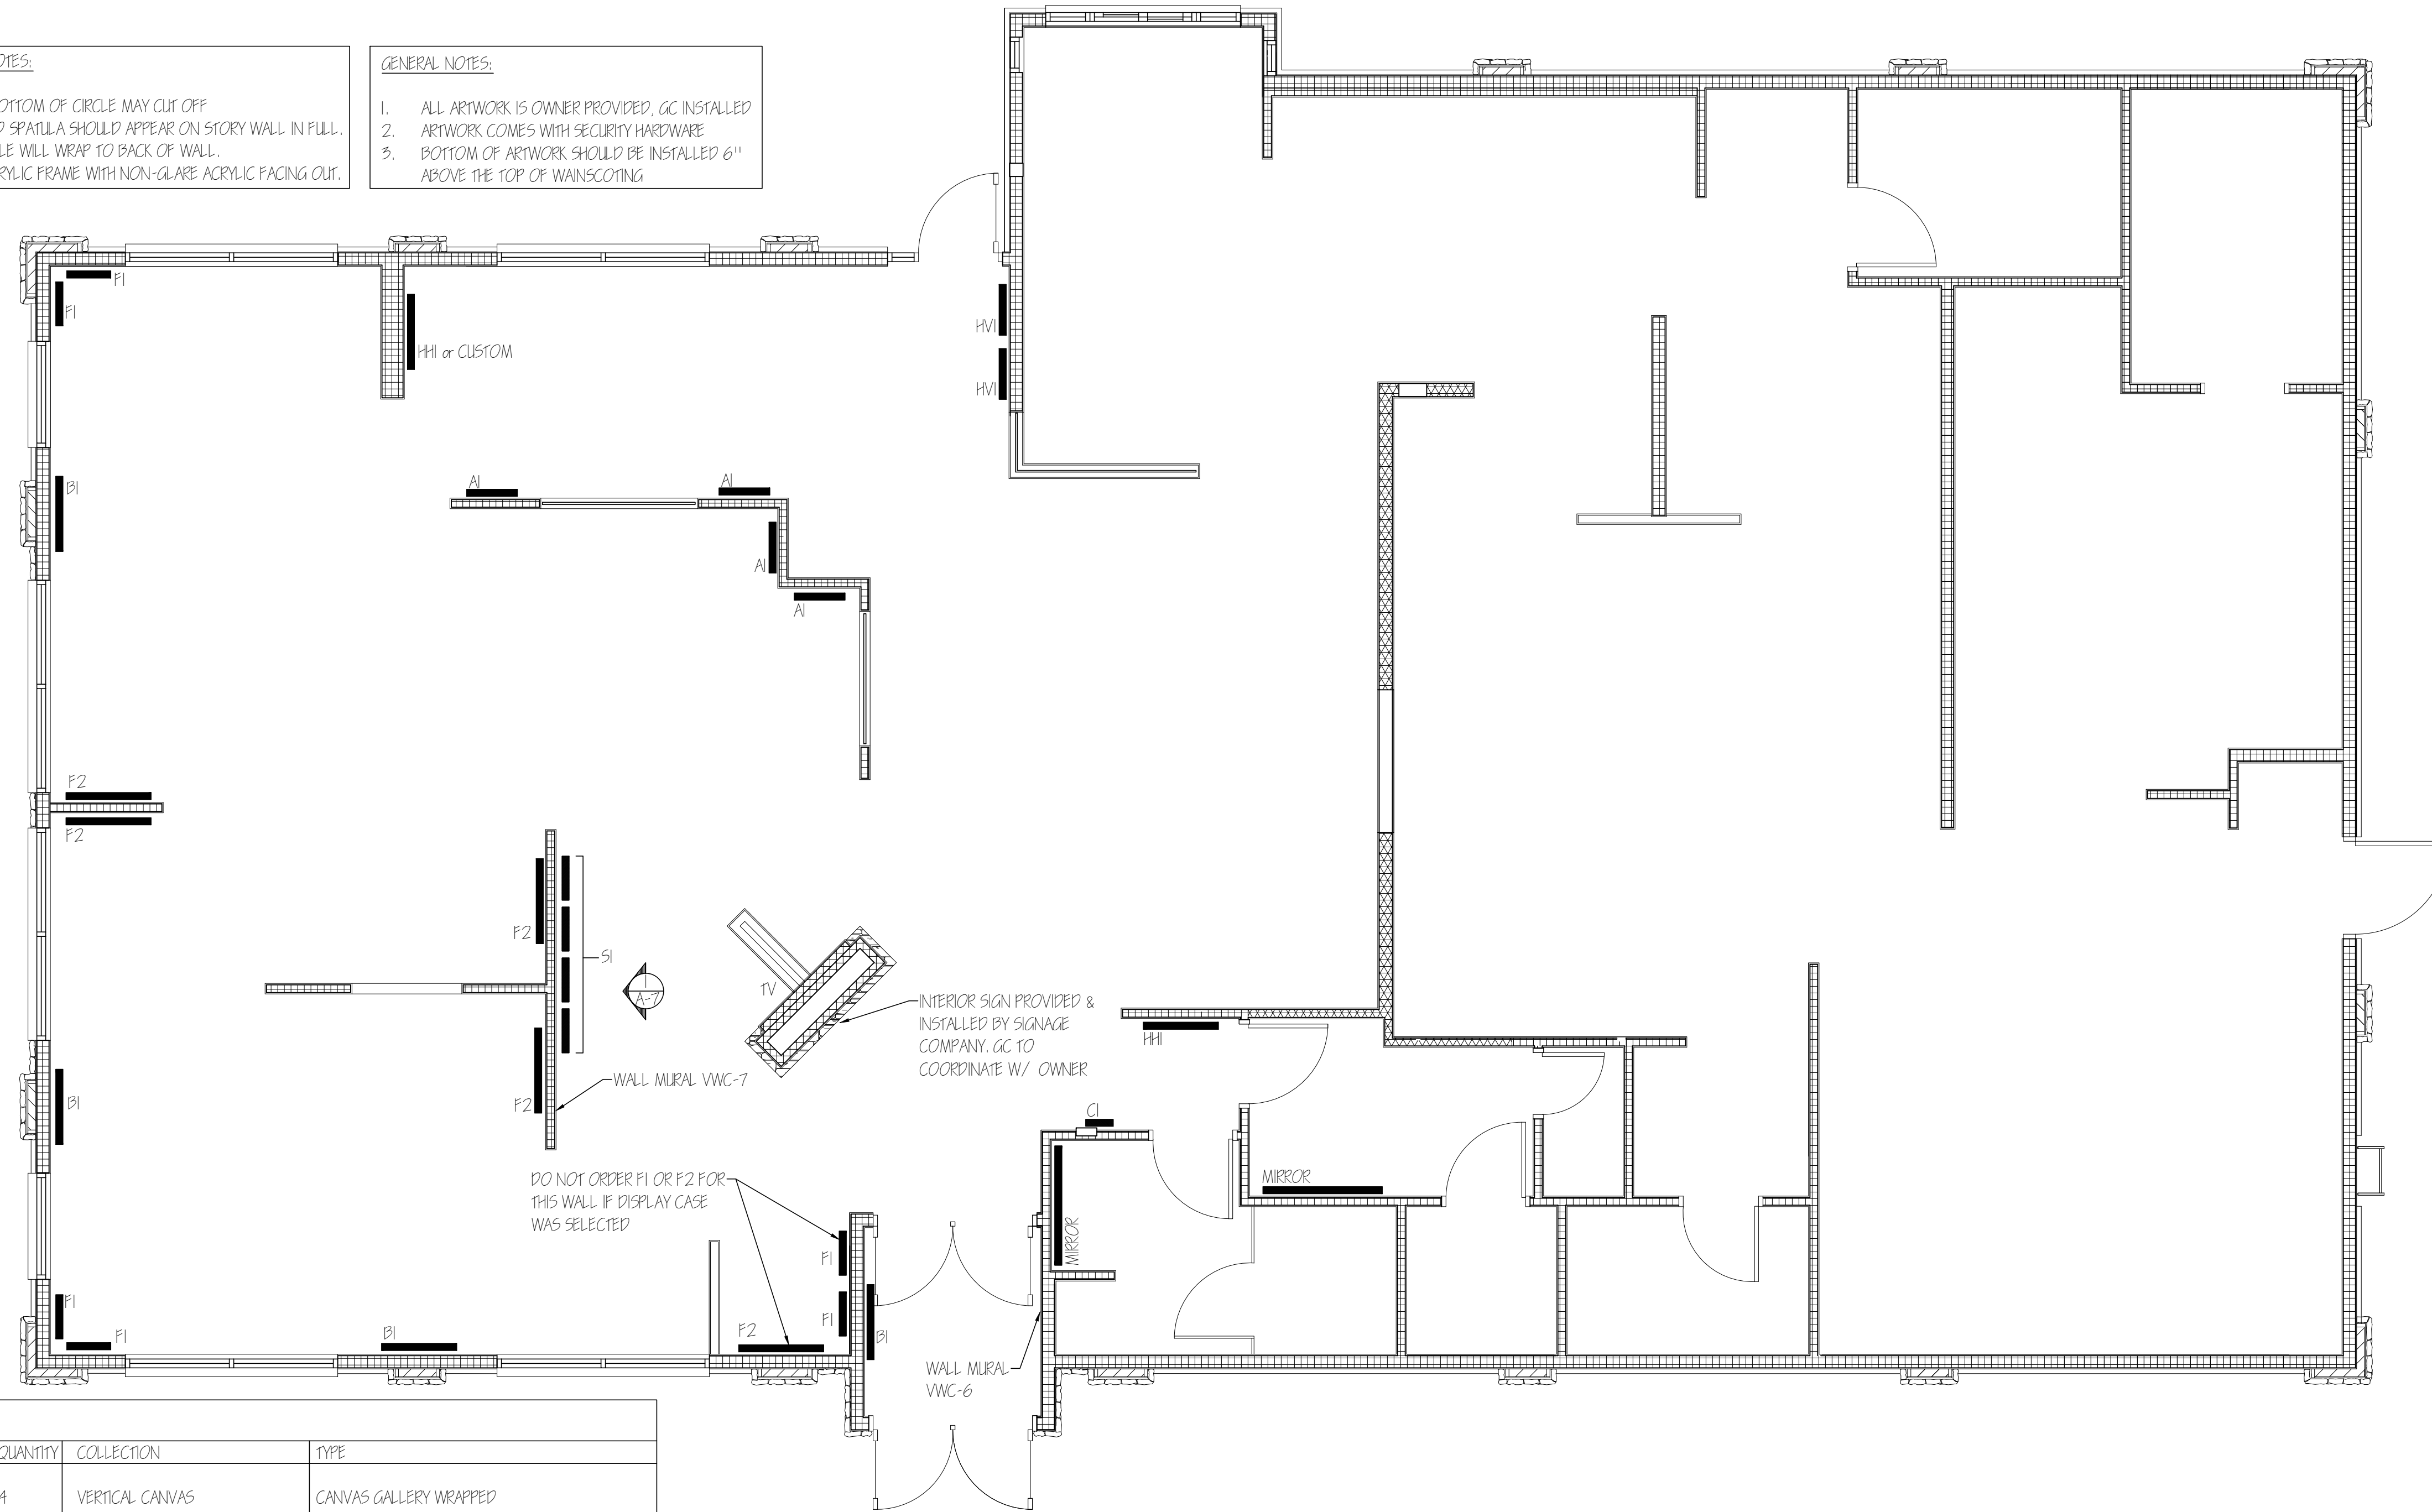 OTES:
OTTOM OF CIRCLE MAY CUT OFF
D SPATULA SHOULD APPEAR ON STORY WALL IN FULL.
LE WILL WRAP TO BACK OF WALL.
RYLIC FRAME WITH NON-GLARE ACRYLIC FACING OUT.
GENERAL NOTES:
1. ALL ARTWORK IS OWNER PROVIDED, GC INSTALLED
2. ARTWORK COMES WITH SECURITY HARDWARE
3. BOTTOM OF ARTWORK SHOULD BE INSTALLED 6"
ABOVE THE TOP OF WAINSCOTING
F1
F1
HH1 or CUSTOM
HV1
HV1
B1
A1
A1
A1
A1
F2
F2
F2
S1
1
A-7
TV
INTERIOR SIGN PROVIDED &
INSTALLED BY SIGNAGE
COMPANY. GC TO
COORDINATE W/ OWNER
HH1
WALL MURAL VWC-7
F2
B1
C1
MIRROR
MIRROR
DO NOT ORDER F1 OR F2 FOR
THIS WALL IF DISPLAY CASE
WAS SELECTED
F1
F1
F1
F1
B1
F2
B1
WALL MURAL
VWC-6
QUANTITY COLLECTION TYPE
4 VERTICAL CANVAS CANVAS GALLERY WRAPPED